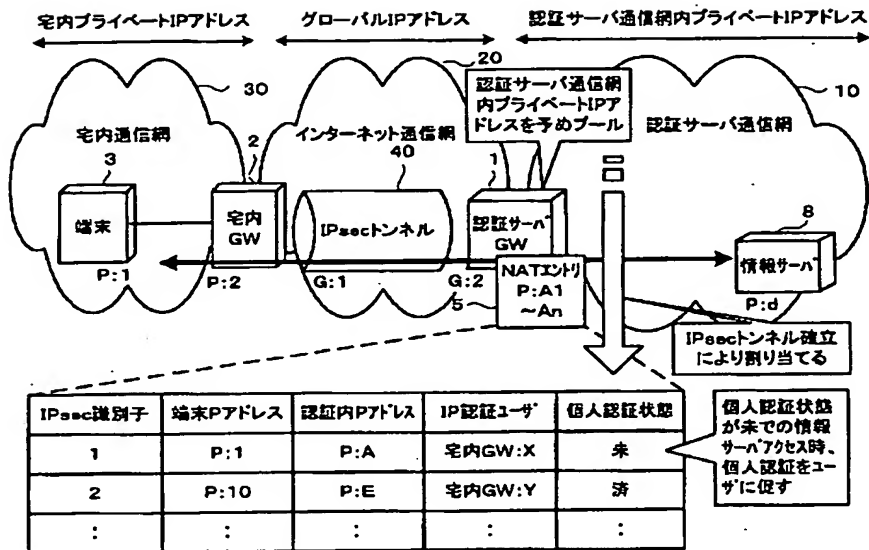 宅内プライベートIPアドレス
グローバルIPアドレス
認証サーバ通信網内プライベートIPアドレス
30
20
10
認証サーバ通信網
内プライベートIPア
ドレスを予めプール
宅内通信網
インターネット通信網
認証サーバ通信網
3
2
40
1
8
端末
宅内
GW
IPsecトンネル
認証サーバ
GW
情報サーバ
P:1
P:2
G:1
G:2
NATエントリ
P:A1
~An
5
P:d
IPsecトンネル確立
により割り当てる
IPsec識別子 端末Pアドレス 認証内Pアドレス IP認証ユーザ 個人認証状態
1 P:1 P:A 宅内GW:X 未
2 P:10 P:E 宅内GW:Y 済
: : : : :
個人認証状態
が未での情報
サーバアクセス時、
個人認証をユー
ザに促す